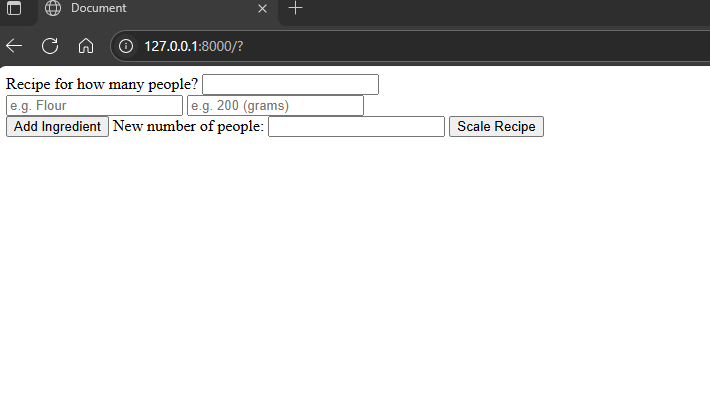 Document
127.0.0.1:8000/?
Recipe for how many people?
e.g. Flour e.g. 200 (grams)
Add Ingredient New number of people: Scale Recipe